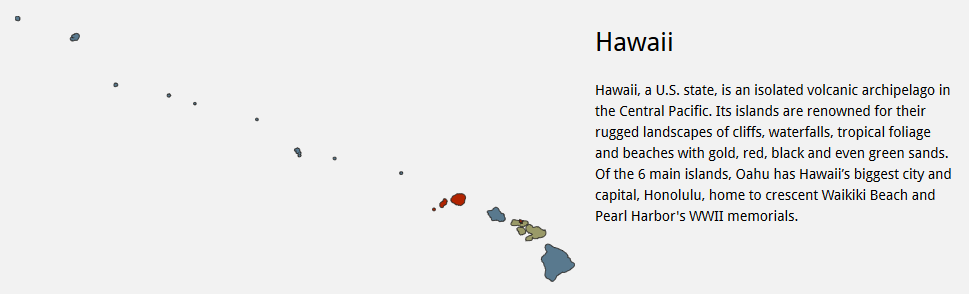 Hawaii
Hawaii, a U.S. state, is an isolated volcanic archipelago in
the Central Pacific. Its islands are renowned for their
rugged landscapes of cliffs, waterfalls, tropical foliage
and beaches with gold, red, black and even green sands.
Of the 6 main islands, Oahu has Hawaii’s biggest city and
capital, Honolulu, home to crescent Waikiki Beach and
Pearl Harbor's WWII memorials.